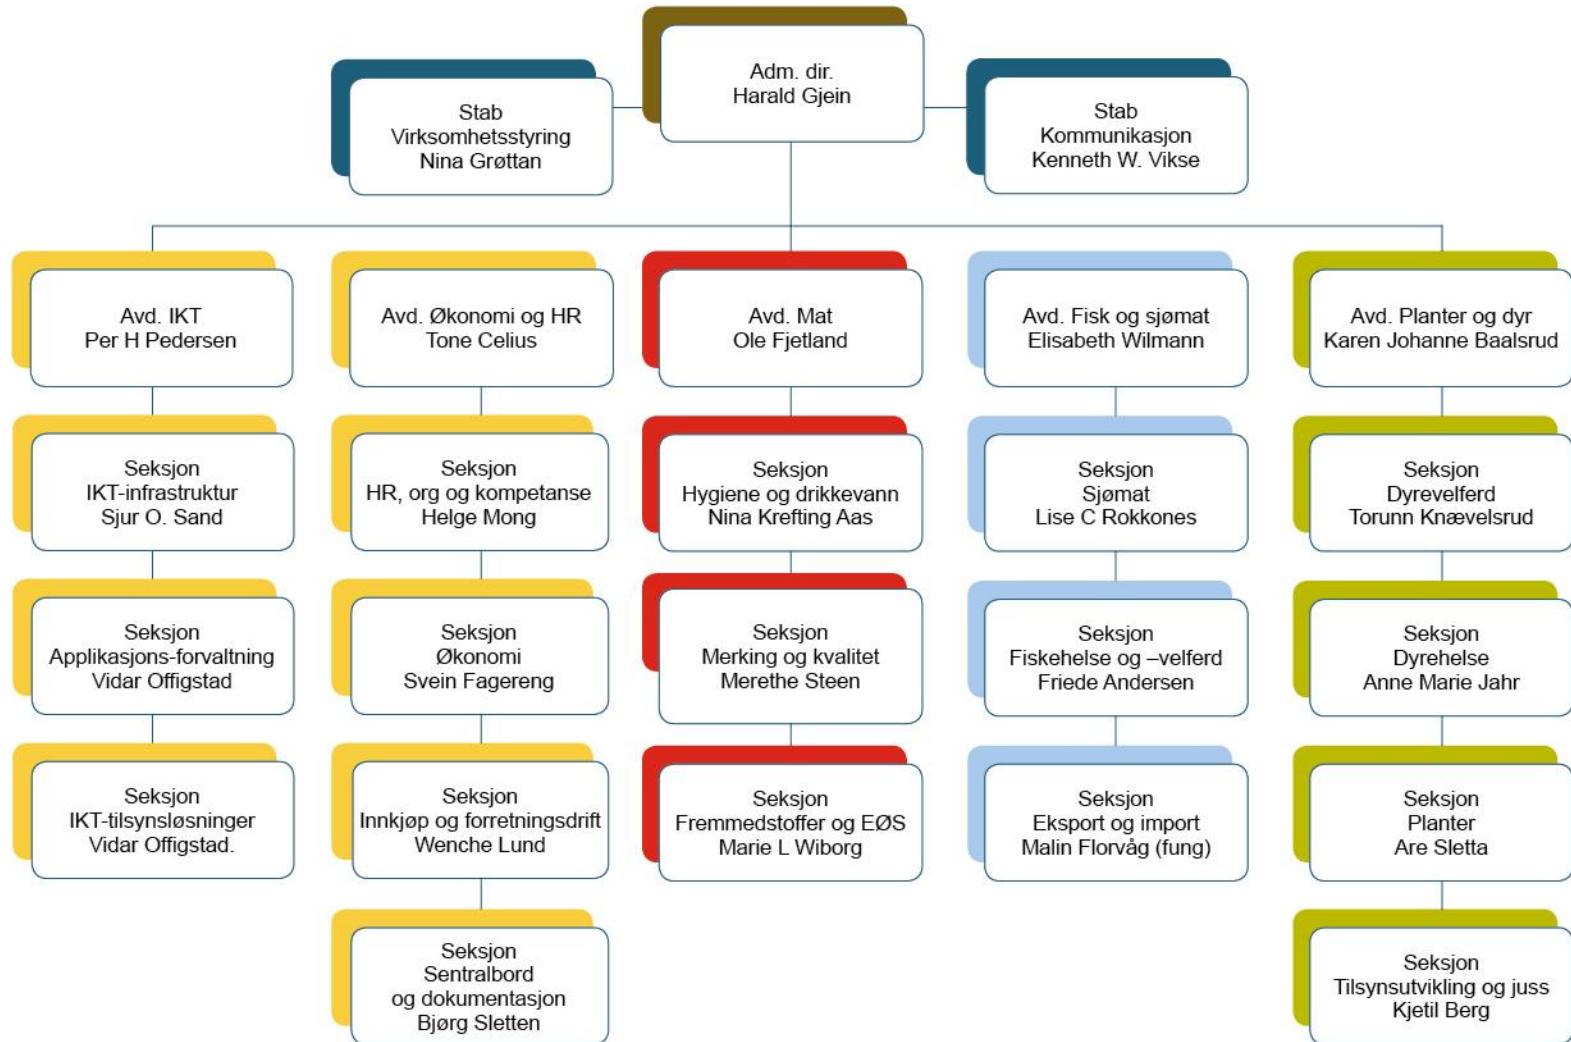 Adm. dir.
Harald Gjein
Stab
Virksomhetsstyring
Nina Grøttan
Stab
Kommunikasjon
Kenneth W. Vikse
Avd. IKT
Per H Pedersen
Avd. Økonomi og HR
Tone Celius
Avd. Mat
Ole Fjetland
Avd. Fisk og sjømat
Elisabeth Wilmann
Avd. Planter og dyr
Karen Johanne Baalsrud
Seksjon
IKT-infrastruktur
Sjur O. Sand
Seksjon
HR, org og kompetanse
Helge Mong
Seksjon
Hygiene og drikkevann
Nina Krefting Aas
Seksjon
Sjømat
Lise C Rokkones
Seksjon
Dyrevelferd
Torunn Knævelsrud
Seksjon
Applikasjons-forvaltning
Vidar Offigstad
Seksjon
Økonomi
Svein Fagereng
Seksjon
Merking og kvalitet
Merethe Steen
Seksjon
Fiskehelse og –velferd
Friede Andersen
Seksjon
Dyrehelse
Anne Marie Jahr
Seksjon
IKT-tilsynsløsninger
Vidar Offigstad.
Seksjon
Innkjøp og forretningsdrift
Wenche Lund
Seksjon
Fremmedstoffer og EØS
Marie L Wiborg
Seksjon
Eksport og import
Malin Florvåg (fung)
Seksjon
Planter
Are Sletta
Seksjon
Sentralbord
og dokumentasjon
Bjørg Sletten
Seksjon
Tilsynsutvikling og juss
Kjetil Berg